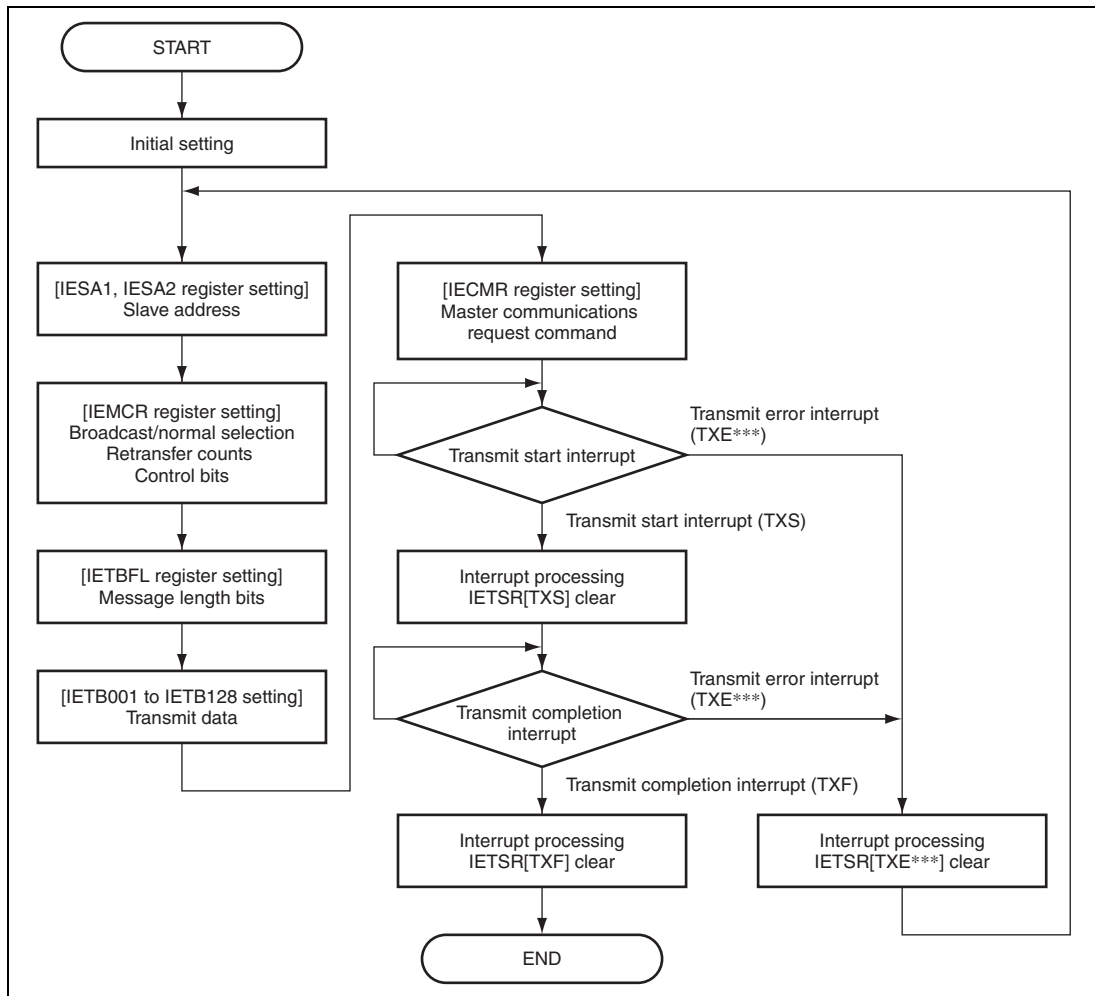 START
Initial setting
[IESA1, IESA2 register setting]
Slave address
[IEMCR register setting]
Broadcast/normal selection
Retransfer counts
Control bits
[IETBFL register setting]
Message length bits
[IETB001 to IETB128 setting]
Transmit data
[IECMR register setting]
Master communications
request command
Transmit start interrupt
Transmit error interrupt
(TXE***)
Transmit start interrupt (TXS)
Interrupt processing
IETSR[TXS] clear
Transmit completion
interrupt
Transmit error interrupt
(TXE***)
Transmit completion interrupt (TXF)
Interrupt processing
IETSR[TXF] clear
Interrupt processing
IETSR[TXE***] clear
END